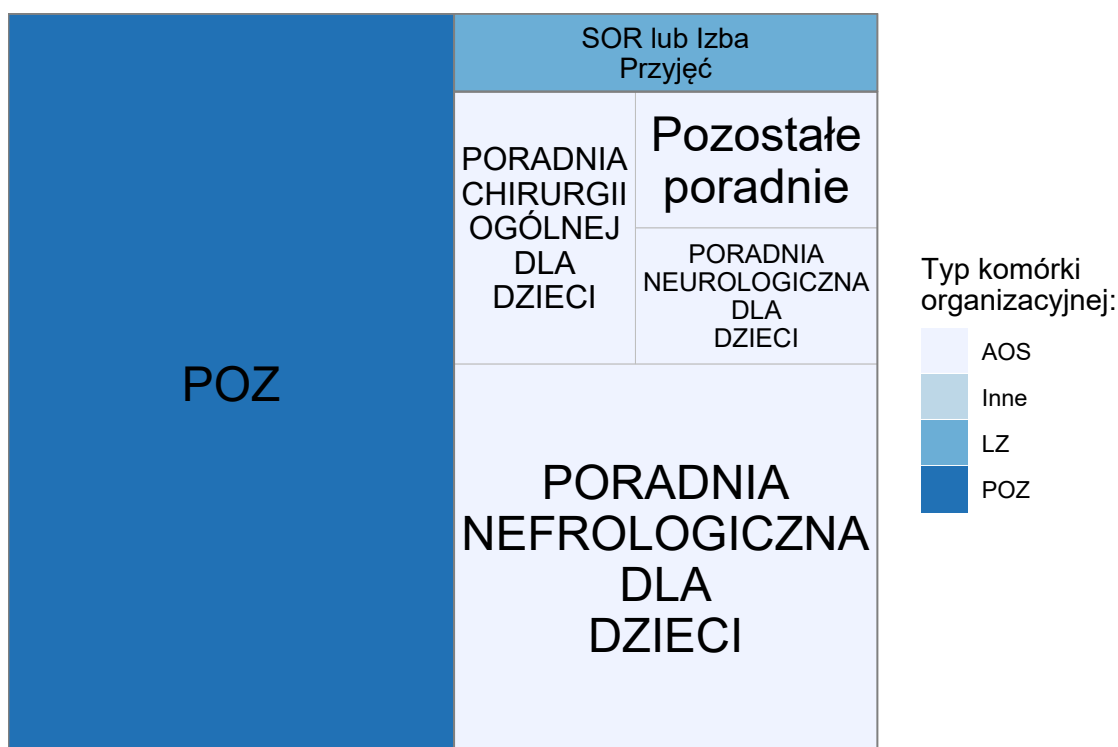 POZ
SOR lub Izba
Przyjęć
PORADNIA
CHIRURGII
OGÓLNEJ
DLA
DZIECI
Pozostałe
poradnie
PORADNIA
NEUROLOGICZNA
DLA
DZIECI
PORADNIA
NEFROLOGICZNA
DLA
DZIECI
Typ komórki
organizacyjnej:
AOS
Inne
LZ
POZ